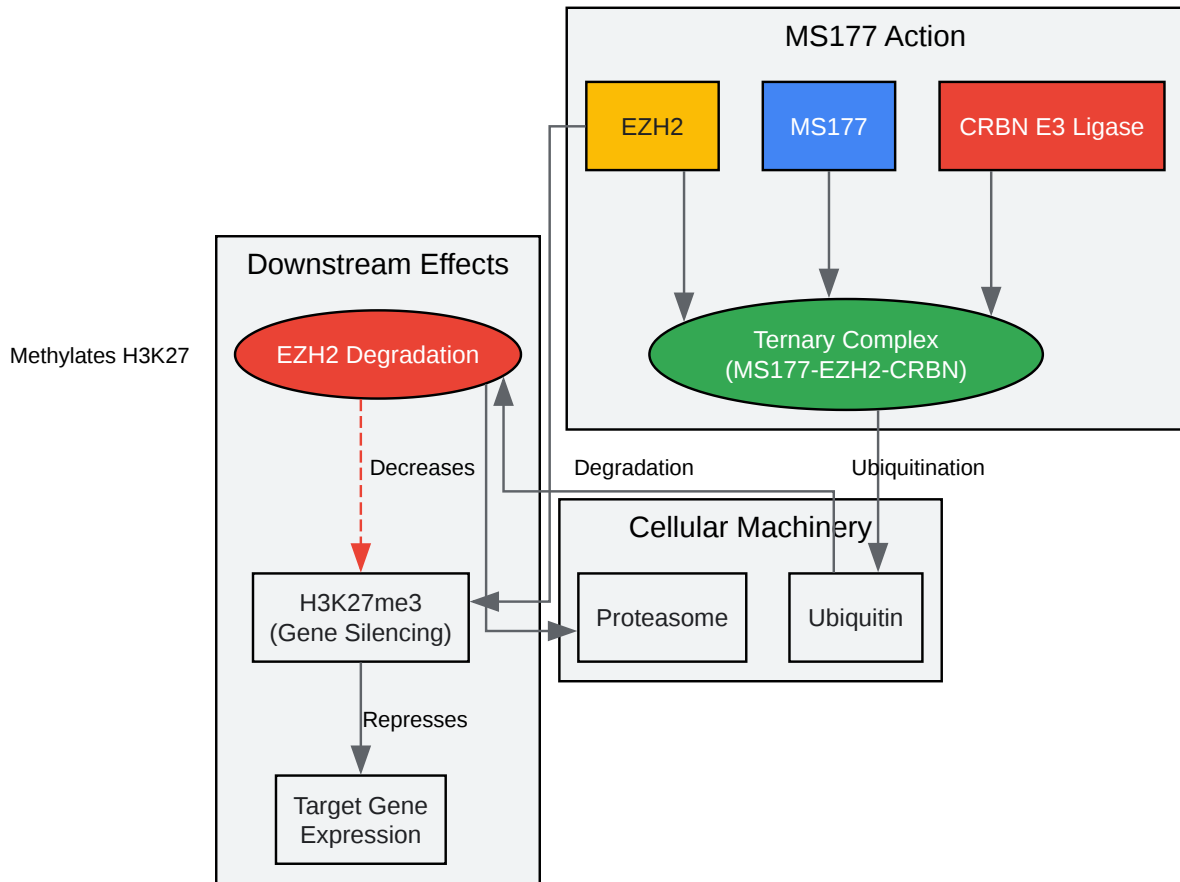 MS177 Action
EZH2
MS177
CRBN E3 Ligase
Downstream Effects
Methylates H3K27
EZH2 Degradation
Ternary Complex
(MS177-EZH2-CRBN)
Decreases
Degradation
Ubiquitination
Cellular Machinery
H3K27me3
(Gene Silencing)
Proteasome
Ubiquitin
Represses
Target Gene
Expression